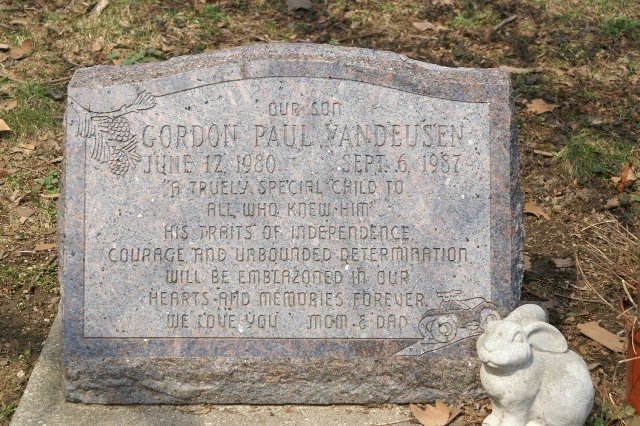 OUR SON
GORDON PAUL VANDEUSEN
JUNE 12, 1980 SEPT. 6, 1987
"A TRUELY SPECIAL CHILD TO
ALL WHO KNEW HIM"
HIS TRAITS OF INDEPENDENCE,
COURAGE AND UNBOUNDED DETERMINATION
WILL BE EMBLAZONED IN OUR
HEARTS AND MEMORIES FOREVER.
WE LOVE YOU MOM & DAD